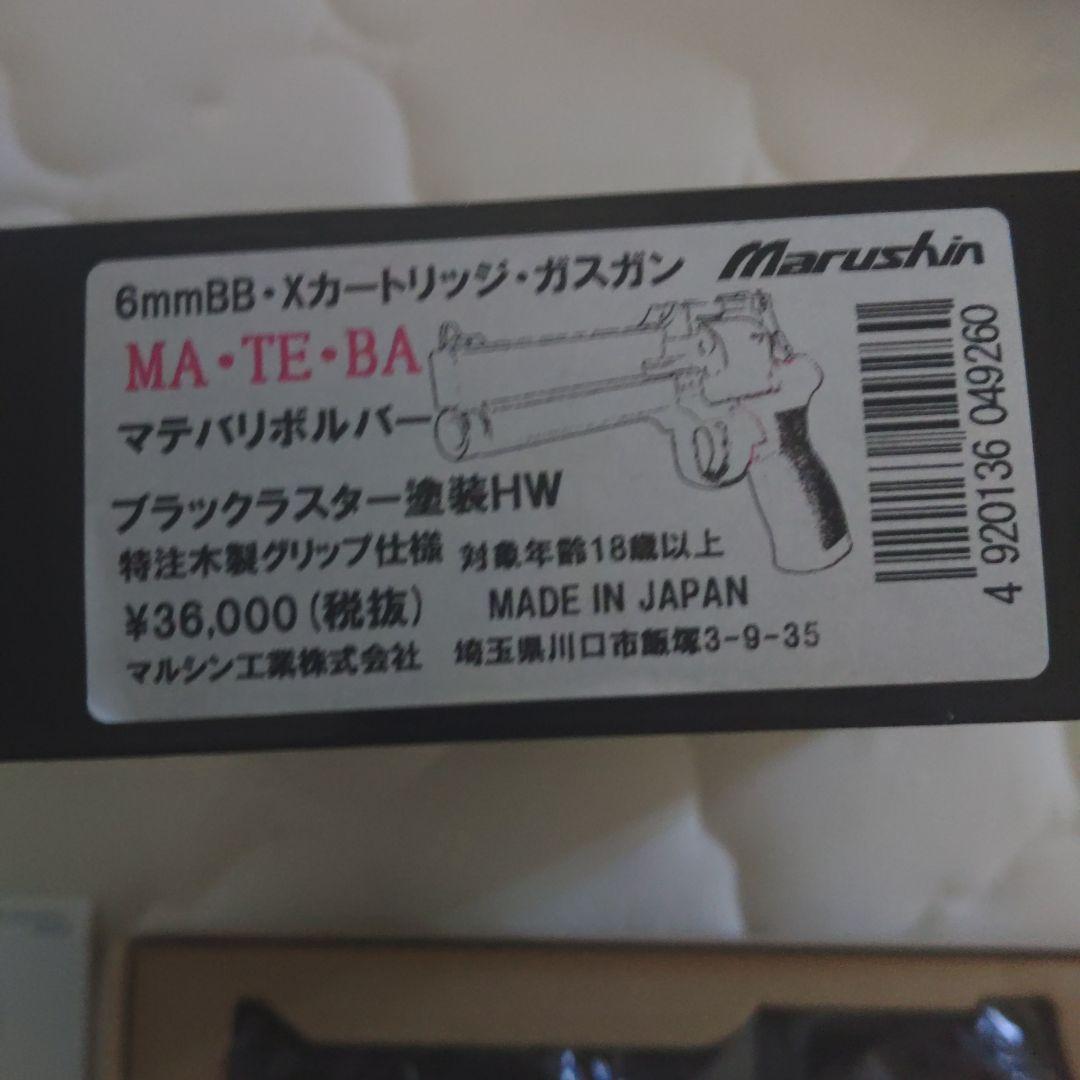 Marushin
6mmBB・Xカートリッジ・ガスガン
MA・TE・BA
マテバリボルバー
ブラックラスター塗装HW
特注木製グリップ仕様 対象年齢18歳以上
¥36,000(税抜) MADE IN JAPAN
マルシン工業株式会社 埼玉県川口市飯塚3-9-35
4 920136 049260